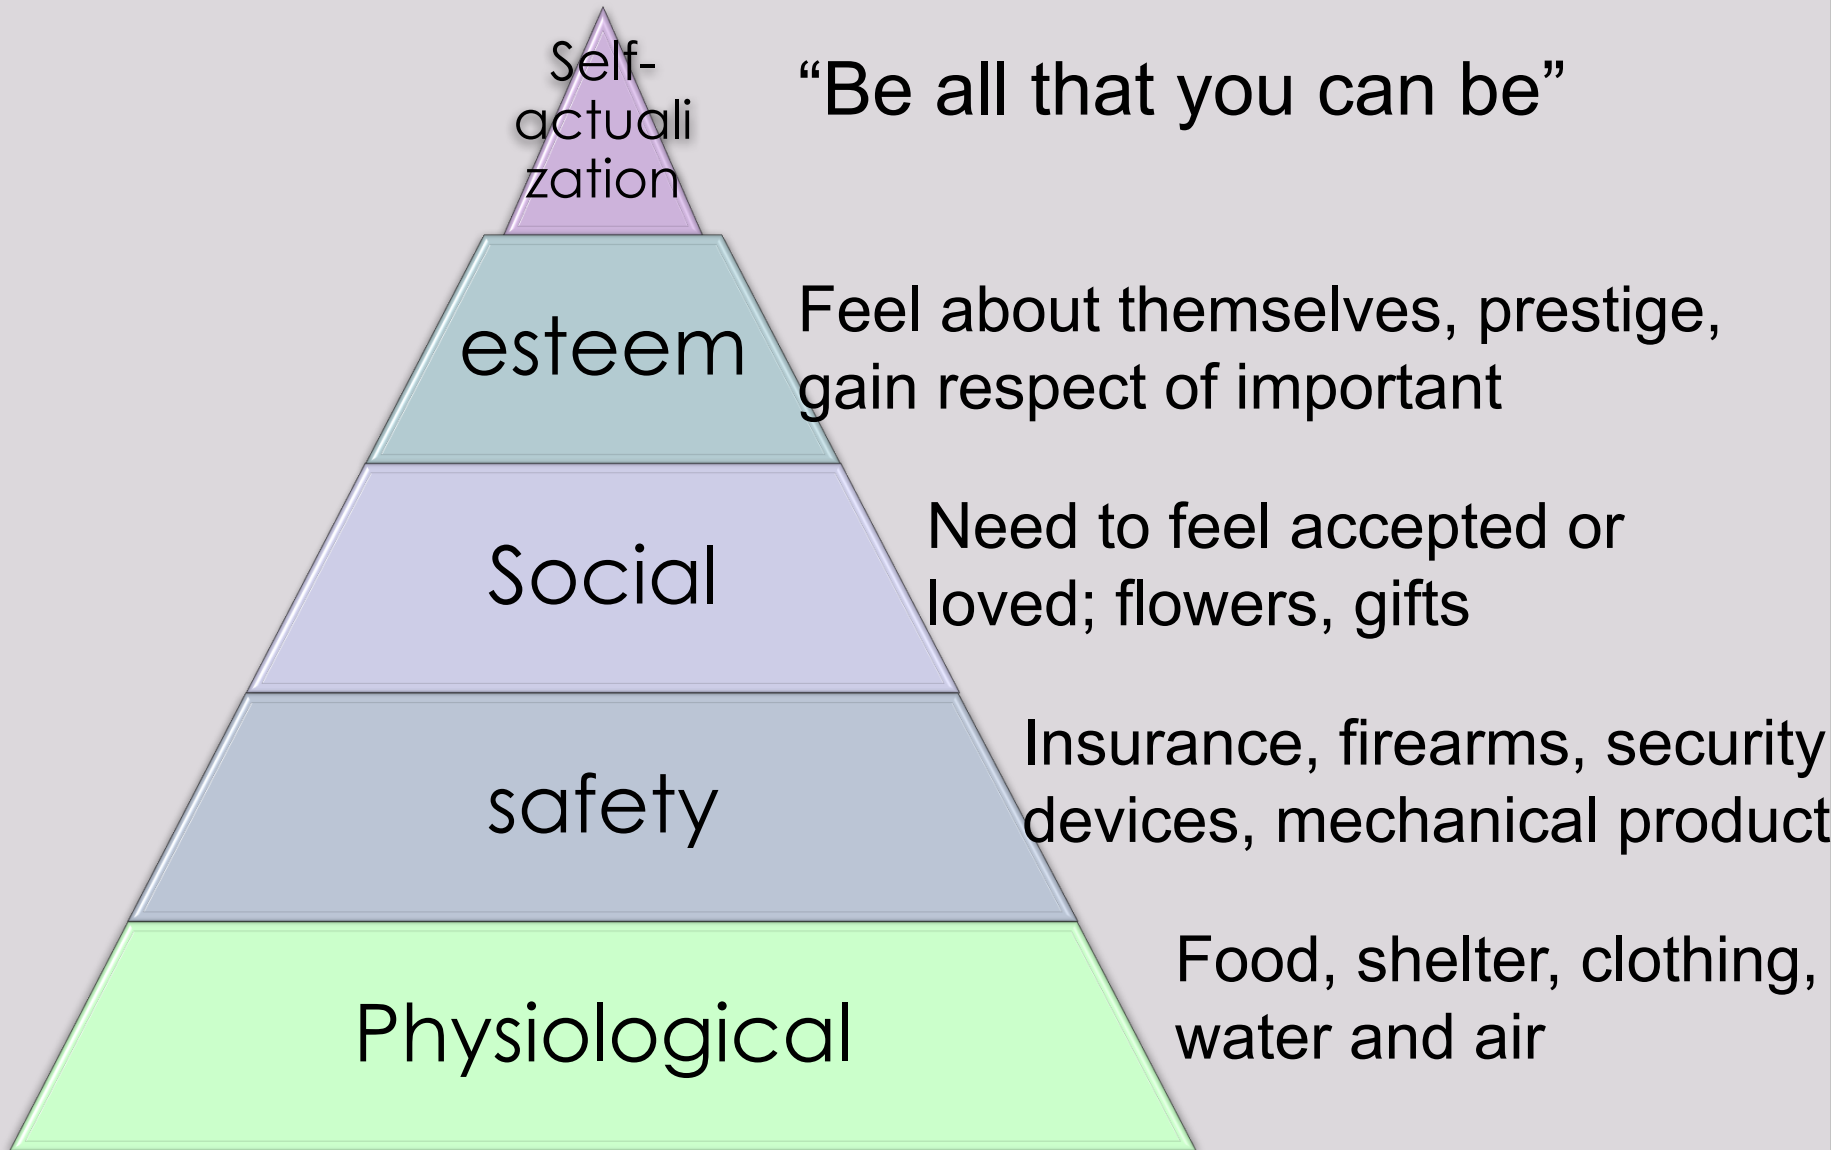 Self-
actuali
zation
“Be all that you can be”
esteem
Feel about themselves, prestige,
gain respect of important
Social
Need to feel accepted or
loved; flowers, gifts
safety
Insurance, firearms, security
devices, mechanical product
Physiological
Food, shelter, clothing,
water and air